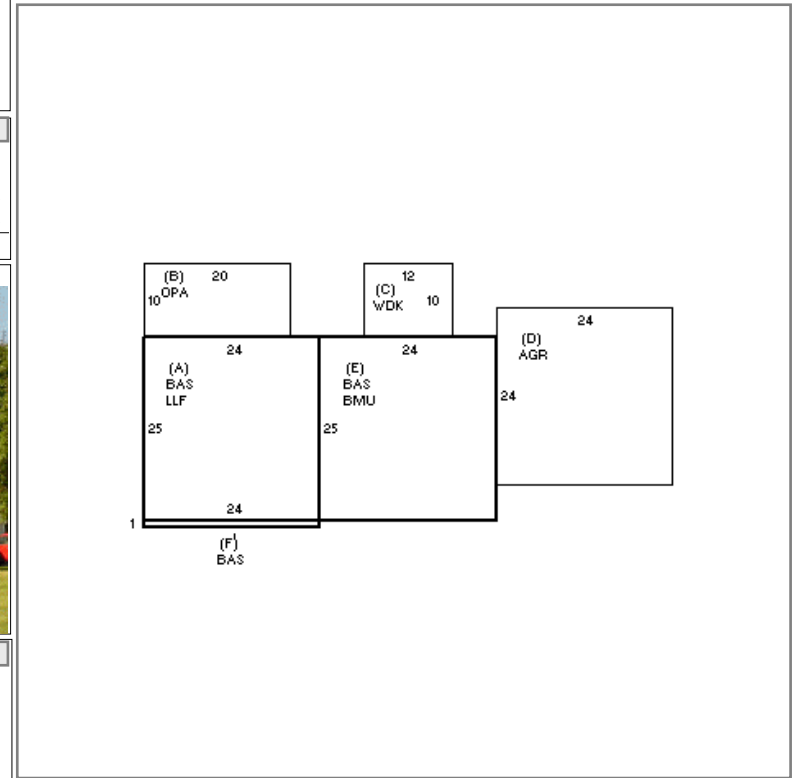 (B) 20
10 OPA
12
(C)
WDK 10
24
(D)
AGR
24
24
(A)
BAS
LLF
25
24
24
(E)
BAS
BMU
25
1
(F)
BAS